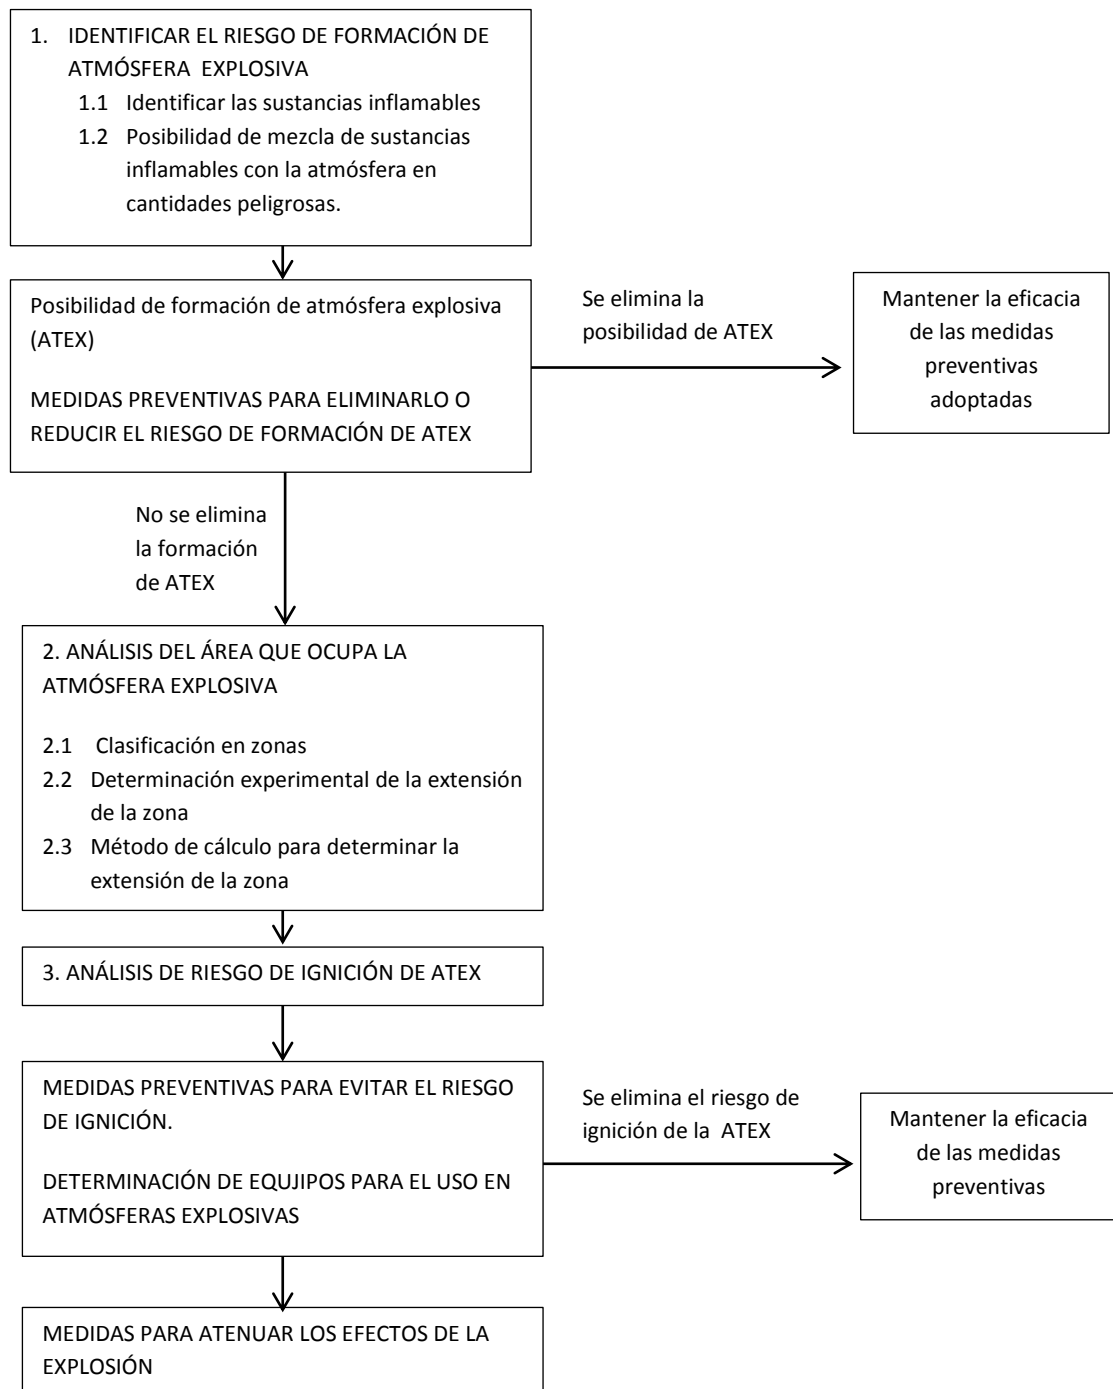 1. IDENTIFICAR EL RIESGO DE FORMACIÓN DE
ATMÓSFERA EXPLOSIVA
1.1 Identificar las sustancias inflamables
1.2 Posibilidad de mezcla de sustancias
inflamables con la atmósfera en
cantidades peligrosas.
Posibilidad de formación de atmósfera explosiva
(ATEX)
MEDIDAS PREVENTIVAS PARA ELIMINARLO O
REDUCIR EL RIESGO DE FORMACIÓN DE ATEX
Se elimina la
posibilidad de ATEX
Mantener la eficacia
de las medidas
preventivas
adoptadas
No se elimina
la formación
de ATEX
2. ANÁLISIS DEL ÁREA QUE OCUPA LA
ATMÓSFERA EXPLOSIVA
2.1 Clasificación en zonas
2.2 Determinación experimental de la extensión
de la zona
2.3 Método de cálculo para determinar la
extensión de la zona
3. ANÁLISIS DE RIESGO DE IGNICIÓN DE ATEX
MEDIDAS PREVENTIVAS PARA EVITAR EL RIESGO
DE IGNICIÓN.
DETERMINACIÓN DE EQUJIPOS PARA EL USO EN
ATMÓSFERAS EXPLOSIVAS
Se elimina el riesgo de
ignición de la ATEX
Mantener la eficacia
de las medidas
preventivas
MEDIDAS PARA ATENUAR LOS EFECTOS DE LA
EXPLOSIÓN